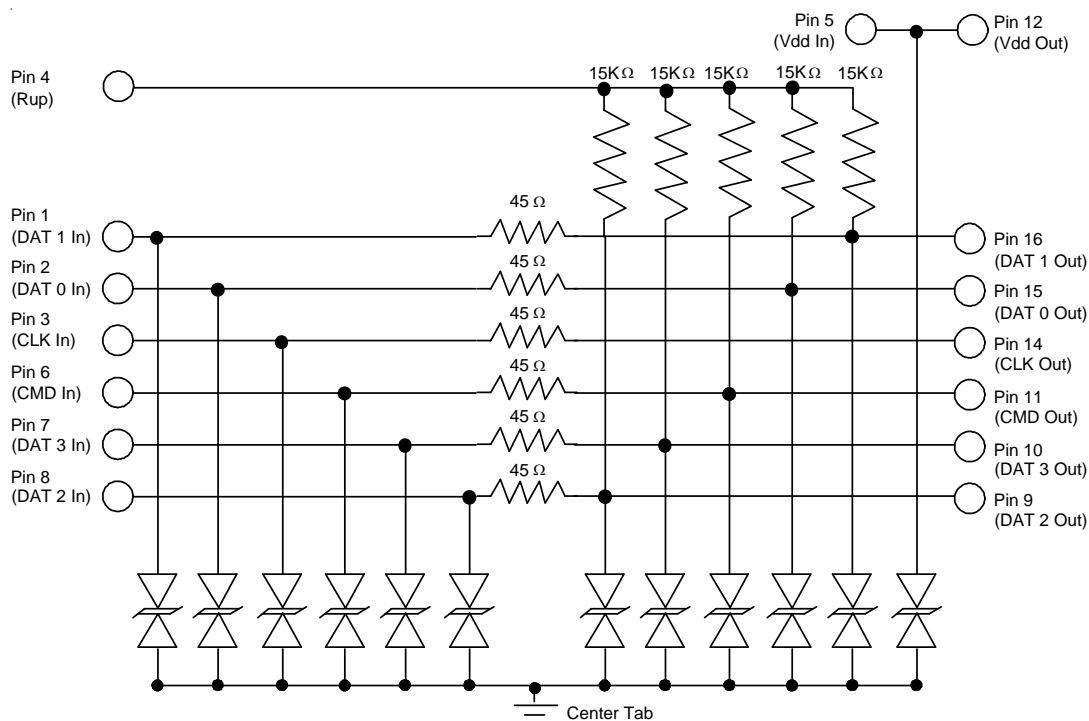 Pin 5
(Vdd In)
Pin 12
(Vdd Out)
Pin 4
(Rup)
15KΩ
15KΩ
15KΩ
15KΩ
15KΩ
Pin 1
(DAT 1 In)
45 Ω
Pin 16
(DAT 1 Out)
Pin 2
(DAT 0 In)
45 Ω
Pin 15
(DAT 0 Out)
Pin 3
(CLK In)
45 Ω
Pin 14
(CLK Out)
Pin 6
(CMD In)
45 Ω
Pin 11
(CMD Out)
Pin 7
(DAT 3 In)
45 Ω
Pin 10
(DAT 3 Out)
Pin 8
(DAT 2 In)
45 Ω
Pin 9
(DAT 2 Out)
Center Tab